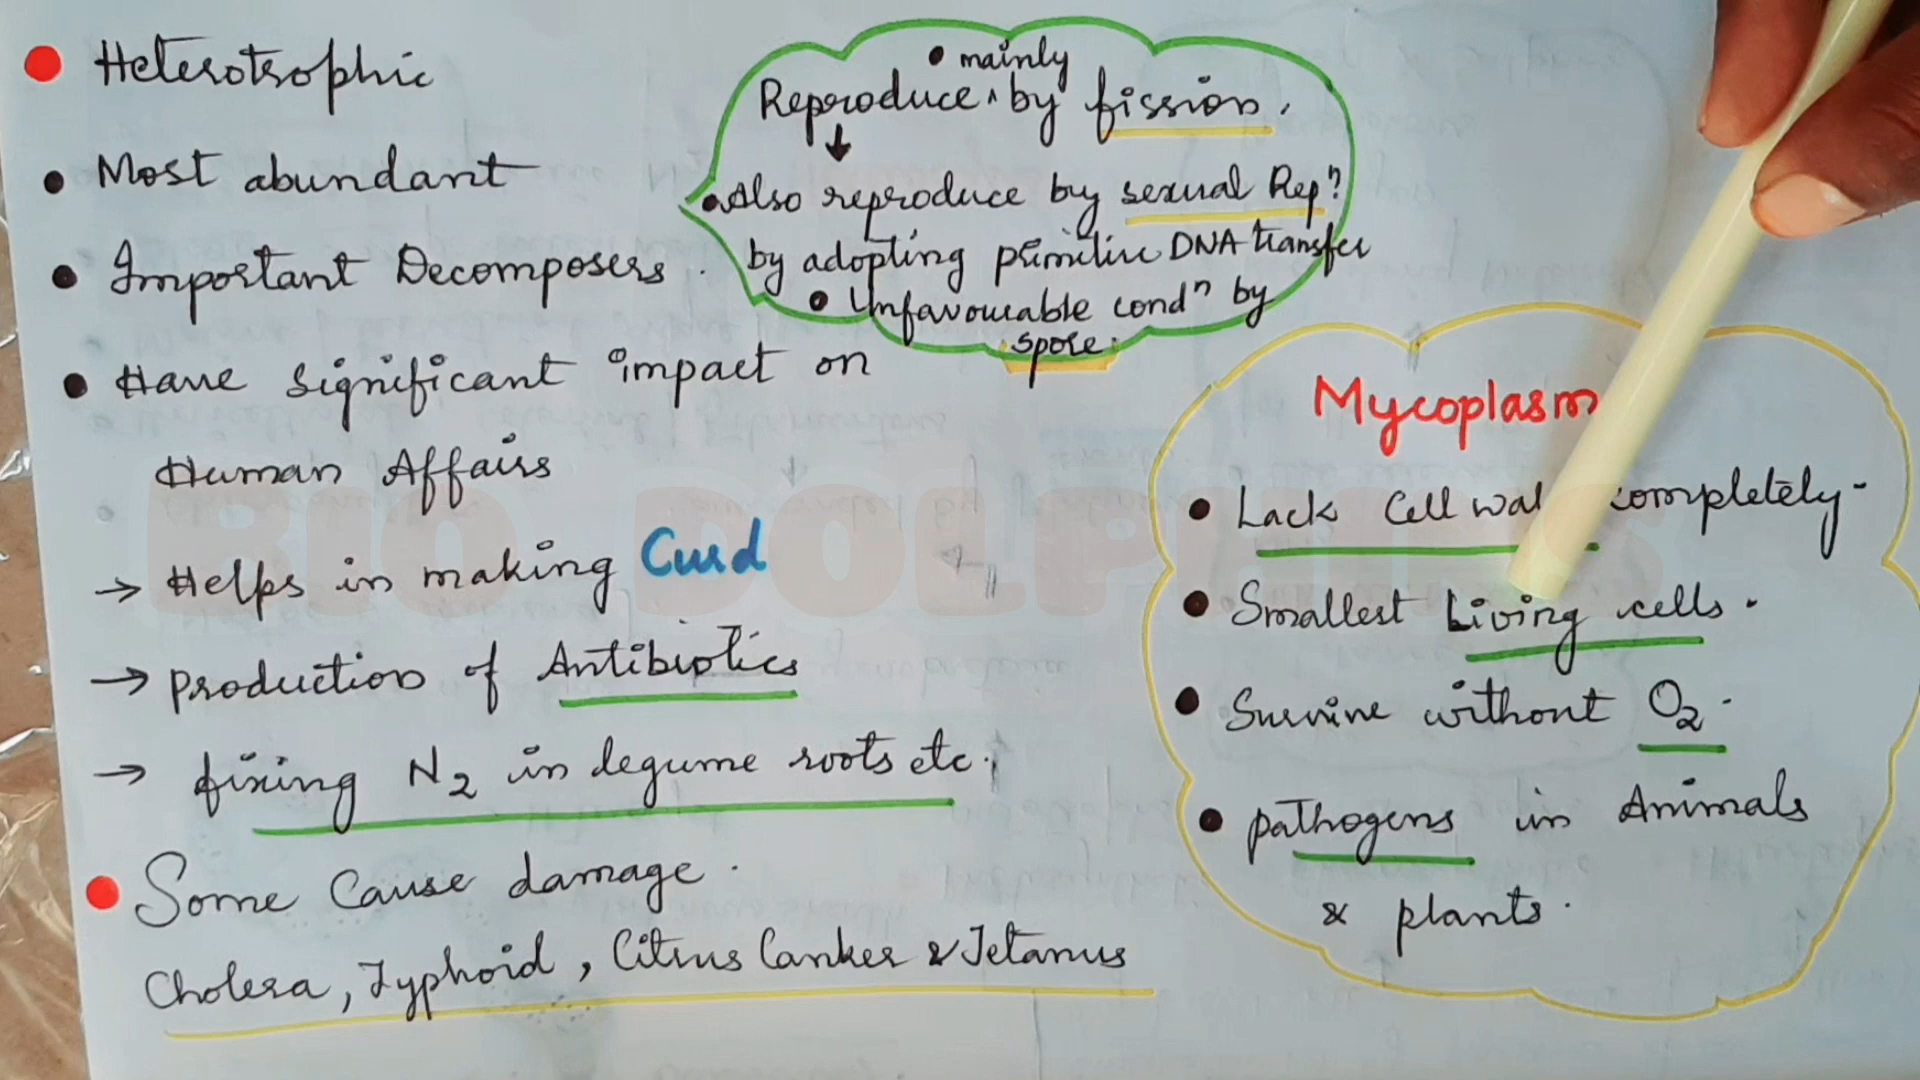 Heterotrophic
Most abundant
Important Decomposers.
Have significant impact on
Human Affairs
→ Helps in making Curd
→ production of Antibiotics
→ fixing N₂ in legume roots etc.
Some Cause damage.
Cholera, Typhoid, Citrus Canker & Tetanus
mainly
Reproduce ^ by fission.
↓
Also reproduce by sexual Repⁿ
by adopting primitive DNA transfer
Unfavourable condⁿ by
spore.
Mycoplasm
Lack Cell wal completely
Smallest Living cells.
Survive without O₂.
pathogens in Animals
& plants.
BIO DOLPHINS